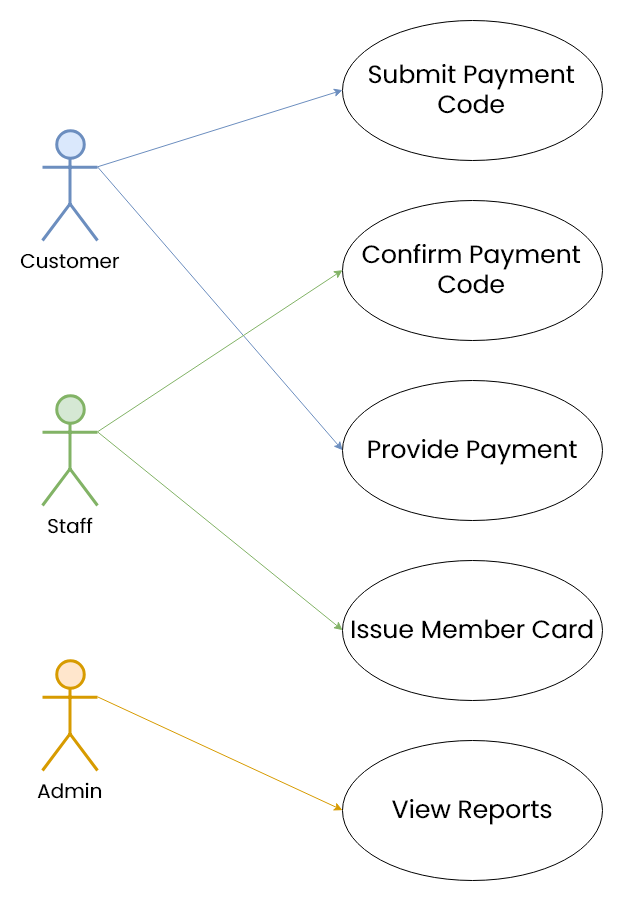 Submit Payment
Code
Customer
Confirm Payment
Code
Provide Payment
Staff
Issue Member Card
Admin
View Reports